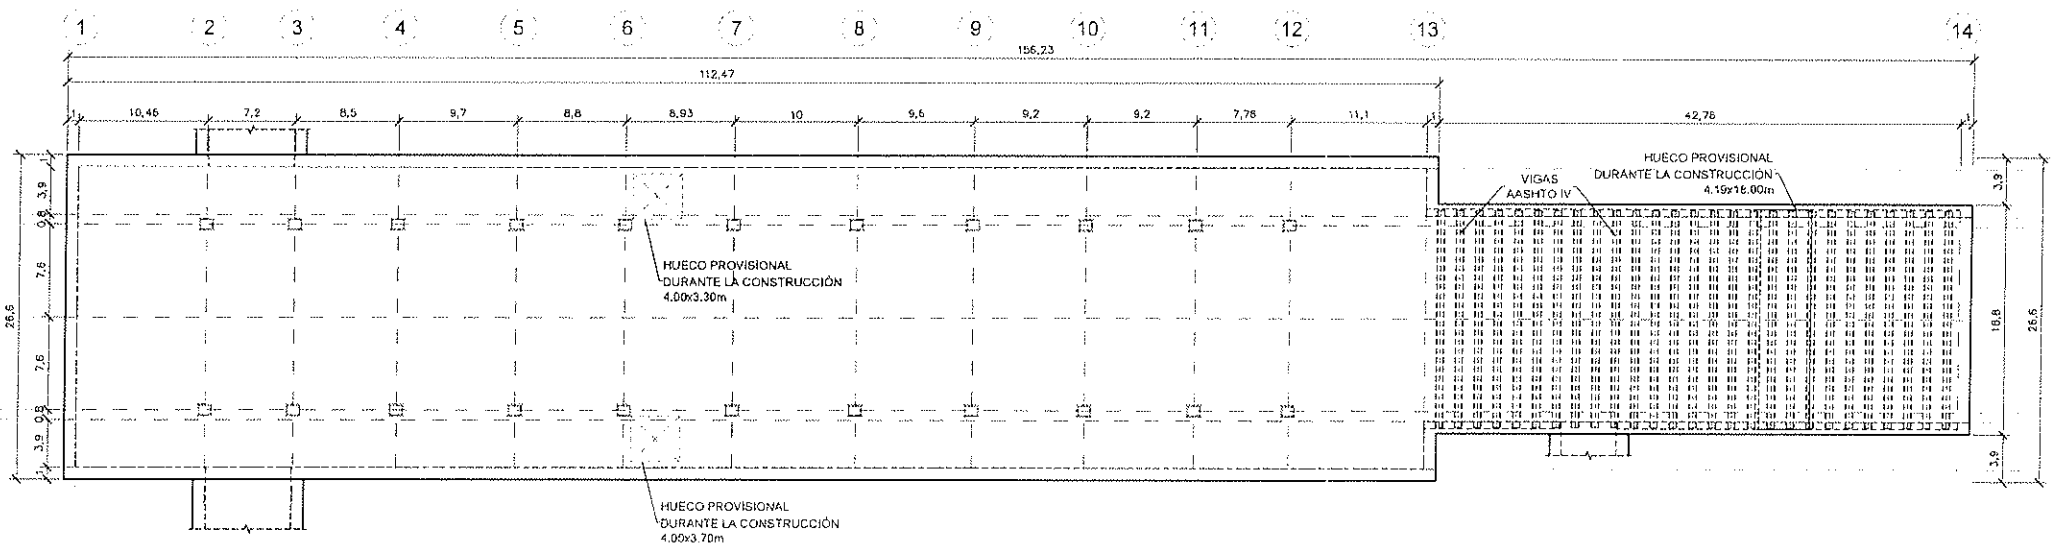 1 2 3 4 5 6 7 8 9 10 11 12 13 14
156,23
112,47
1 10,46 7,2 8,5 9,7 8,8 8,93 10 9,6 9,2 9,2 7,78 11,1 1 42,76 1
HUECO PROVISIONAL
DURANTE LA CONSTRUCCIÓN
4.19x18.00m
VIGAS
AASHTO IV
HUECO PROVISIONAL
DURANTE LA CONSTRUCCIÓN
4.00x3.30m
HUECO PROVISIONAL
DURANTE LA CONSTRUCCIÓN
4.00x3.70m
26,6
1
3,9
0,8
7,6
7,6
0,8
3,9
1
3,9
18,8
3,9
26,6